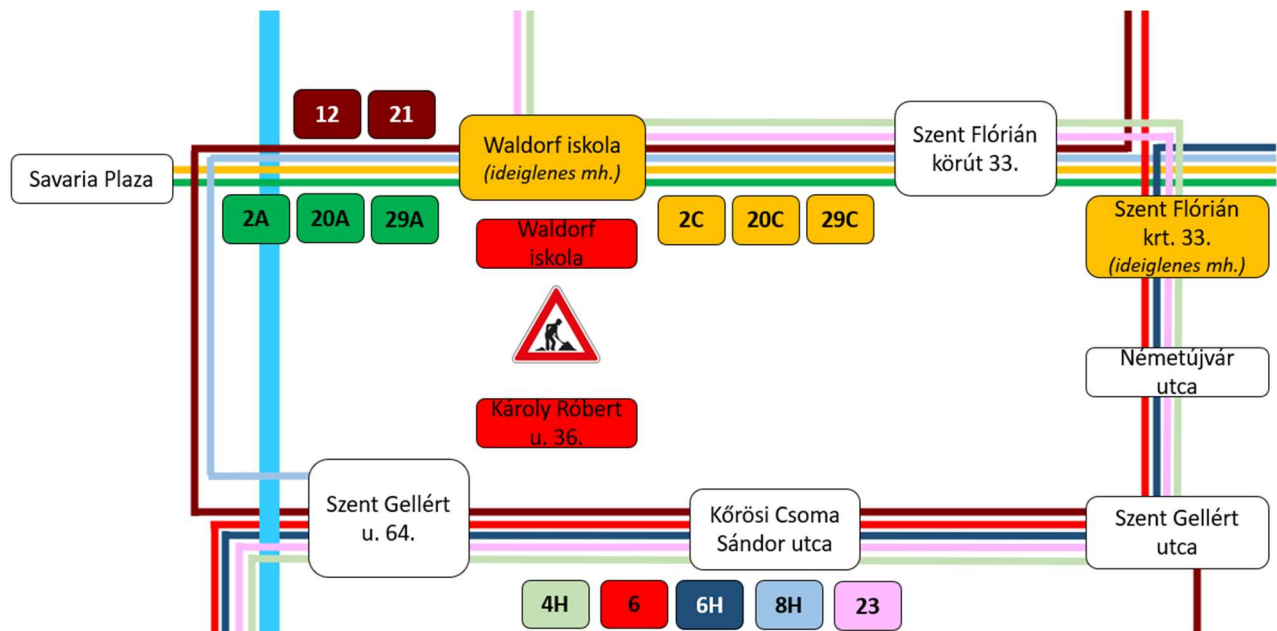 12
21
Savaria Plaza
Waldorf iskola
(ideiglenes mh.)
Szent Flórián
körút 33.
2A
20A
29A
Waldorf
iskola
2C
20C
29C
Szent Flórián
krt. 33.
(ideiglenes mh.)
Németújvár
utca
Károly Róbert
u. 36.
Szent Gellért
u. 64.
Kőrösi Csoma
Sándor utca
Szent Gellért
utca
4H
6
6H
8H
23